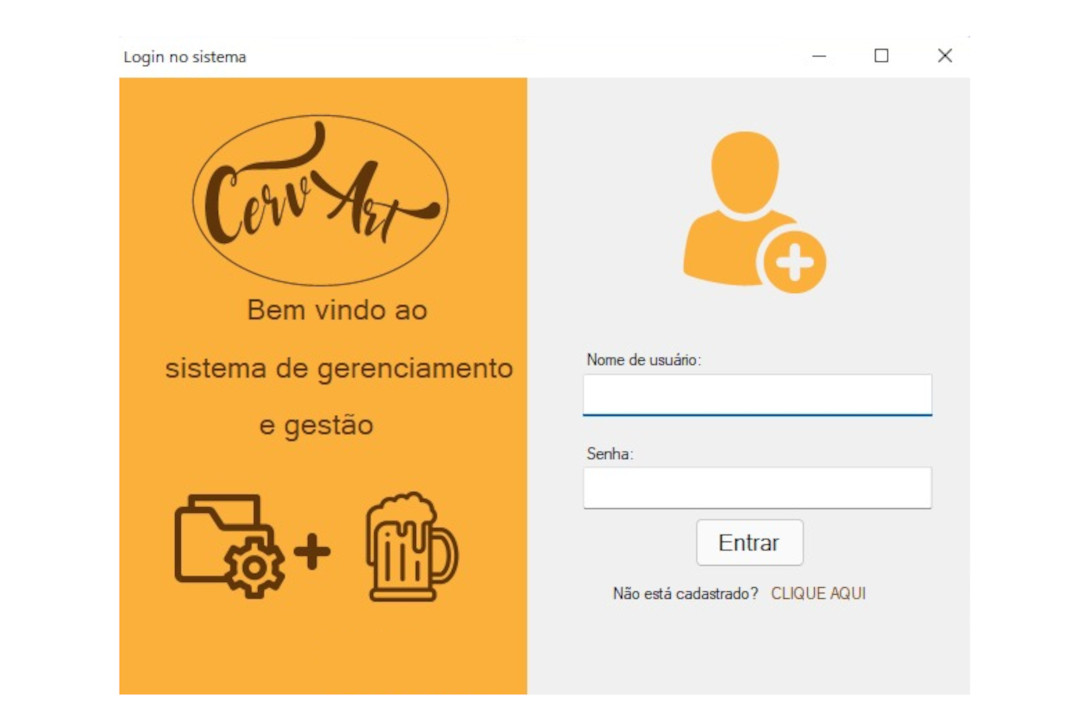 Login no sistema
CervArt
Bem vindo ao
sistema de gerenciamento
e gestão
Nome de usuário:
Senha:
Entrar
Não está cadastrado? CLIQUE AQUI